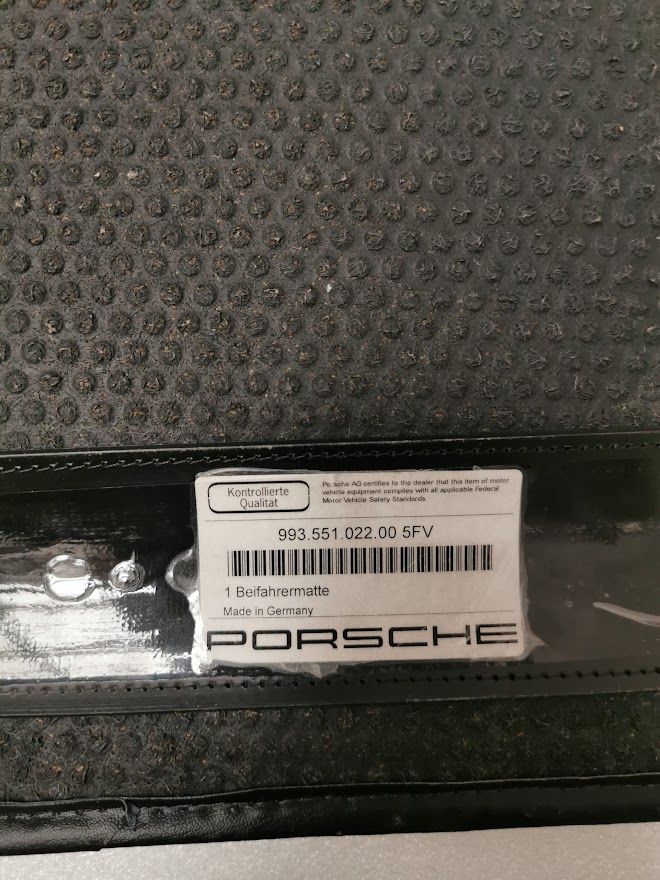 Kontrollierte
Qualität
Porsche AG certifies to the dealer that this item of motor
vehicle equipment complies with all applicable Federal
Motor Vehicle Safety Standards
993.551.022.00 5FV
1 Beifahrermatte
Made in Germany
PORSCHE